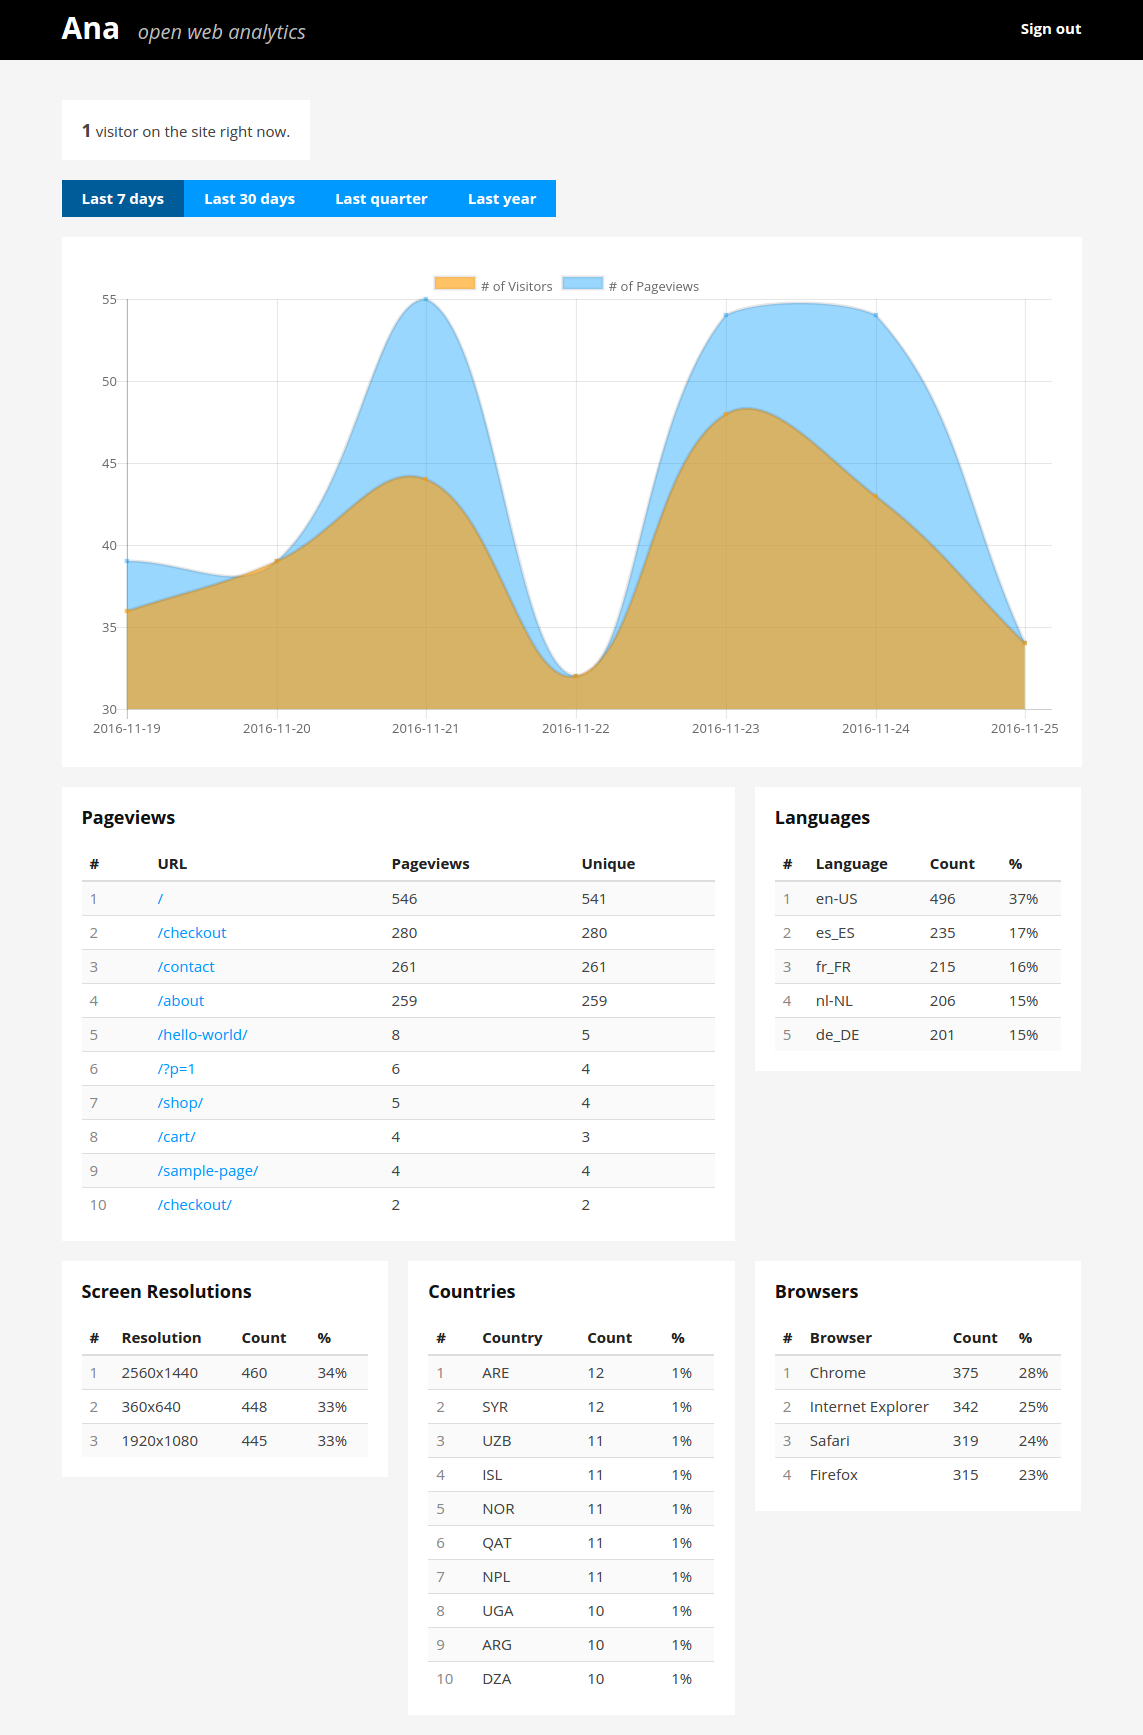 Ana open web analytics Sign out
1 visitor on the site right now.
Last 7 days Last 30 days Last quarter Last year
# of Visitors # of Pageviews
55
50
45
40
35
30
2016-11-19 2016-11-20 2016-11-21 2016-11-22 2016-11-23 2016-11-24 2016-11-25
Pageviews
# URL Pageviews Unique
1 / 546 541
2 /checkout 280 280
3 /contact 261 261
4 /about 259 259
5 /hello-world/ 8 5
6 /?p=1 6 4
7 /shop/ 5 4
8 /cart/ 4 3
9 /sample-page/ 4 4
10 /checkout/ 2 2
Languages
# Language Count %
1 en-US 496 37%
2 es_ES 235 17%
3 fr_FR 215 16%
4 nl-NL 206 15%
5 de_DE 201 15%
Screen Resolutions
# Resolution Count %
1 2560x1440 460 34%
2 360x640 448 33%
3 1920x1080 445 33%
Countries
# Country Count %
1 ARE 12 1%
2 SYR 12 1%
3 UZB 11 1%
4 ISL 11 1%
5 NOR 11 1%
6 QAT 11 1%
7 NPL 11 1%
8 UGA 10 1%
9 ARG 10 1%
10 DZA 10 1%
Browsers
# Browser Count %
1 Chrome 375 28%
2 Internet Explorer 342 25%
3 Safari 319 24%
4 Firefox 315 23%